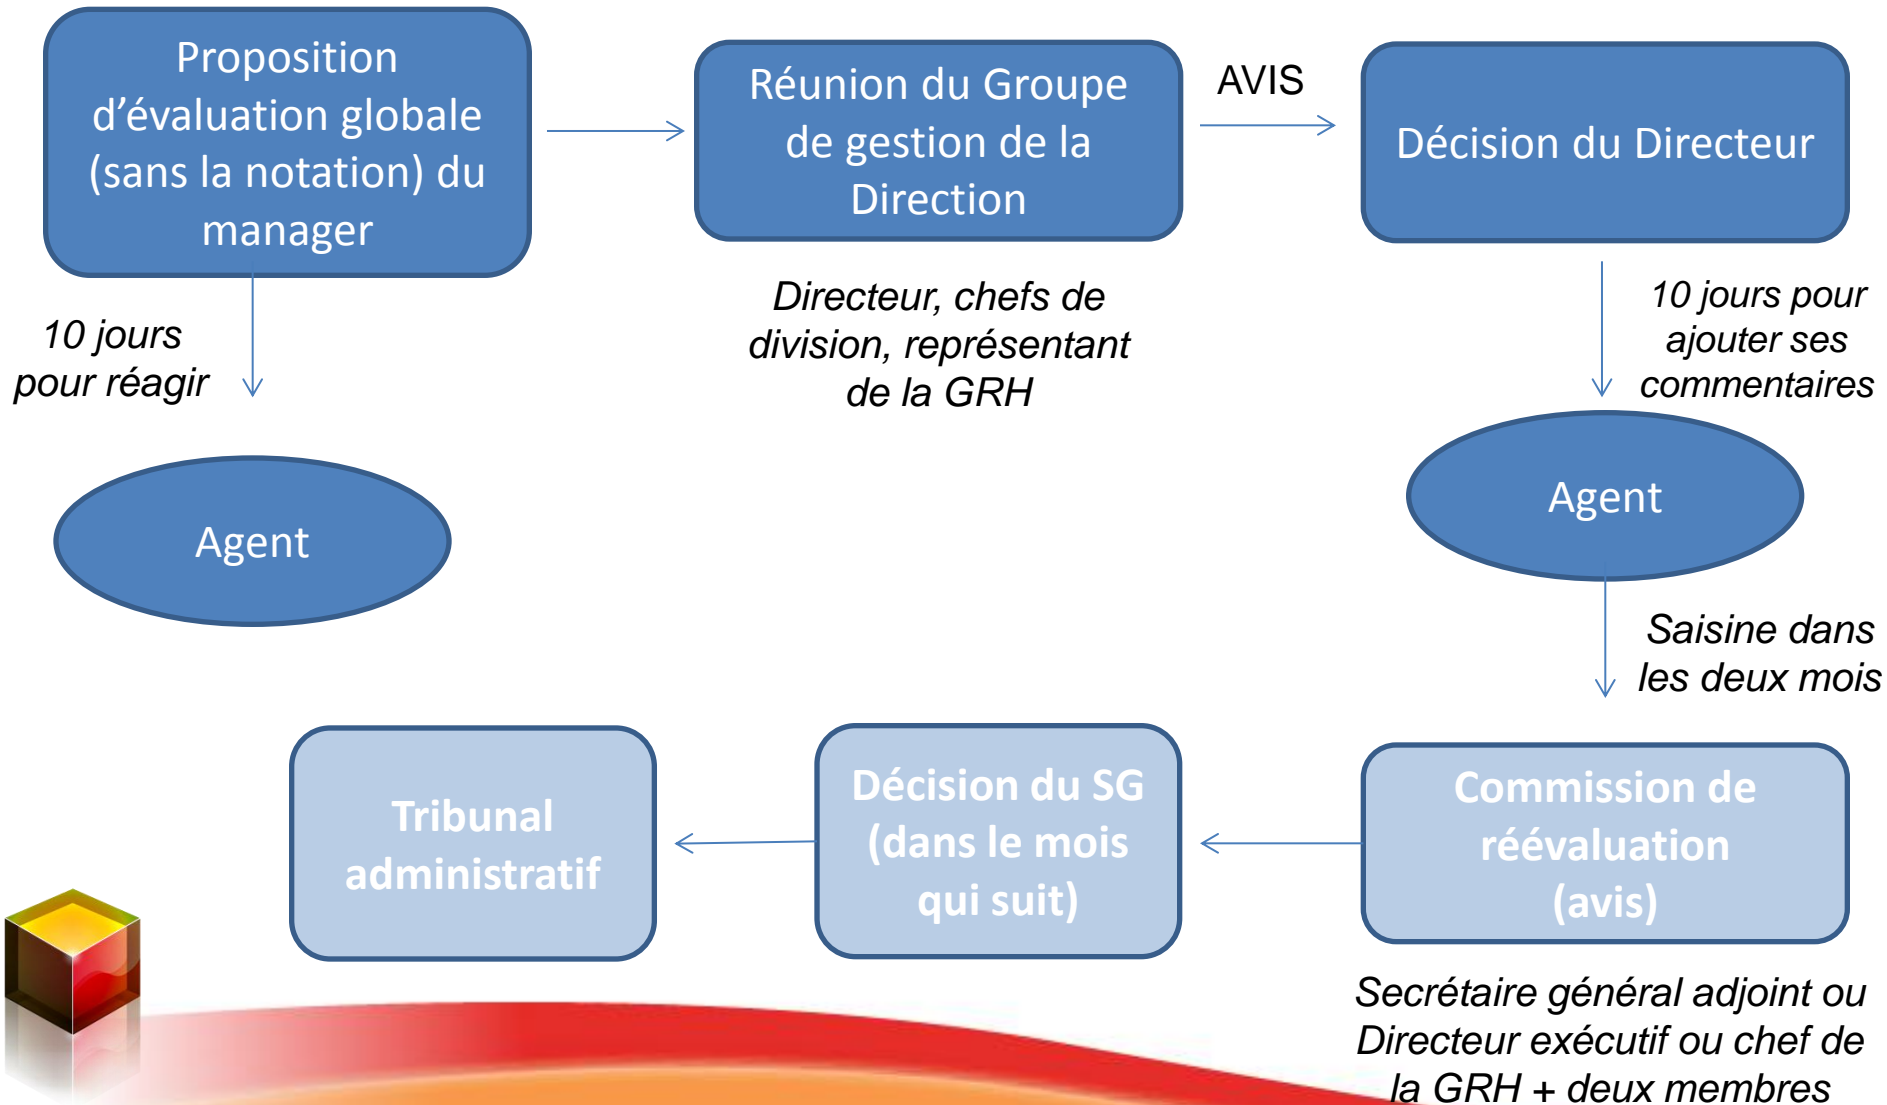 Proposition
d’évaluation globale
(sans la notation) du
manager
Réunion du Groupe
de gestion de la
Direction
AVIS
Décision du Directeur
10 jours
pour réagir
Directeur, chefs de
division, représentant
de la GRH
10 jours pour
ajouter ses
commentaires
Agent
Agent
Saisine dans
les deux mois
Tribunal
administratif
Décision du SG
(dans le mois
qui suit)
Commission de
réévaluation
(avis)
Secrétaire général adjoint ou
Directeur exécutif ou chef de
la GRH + deux membres